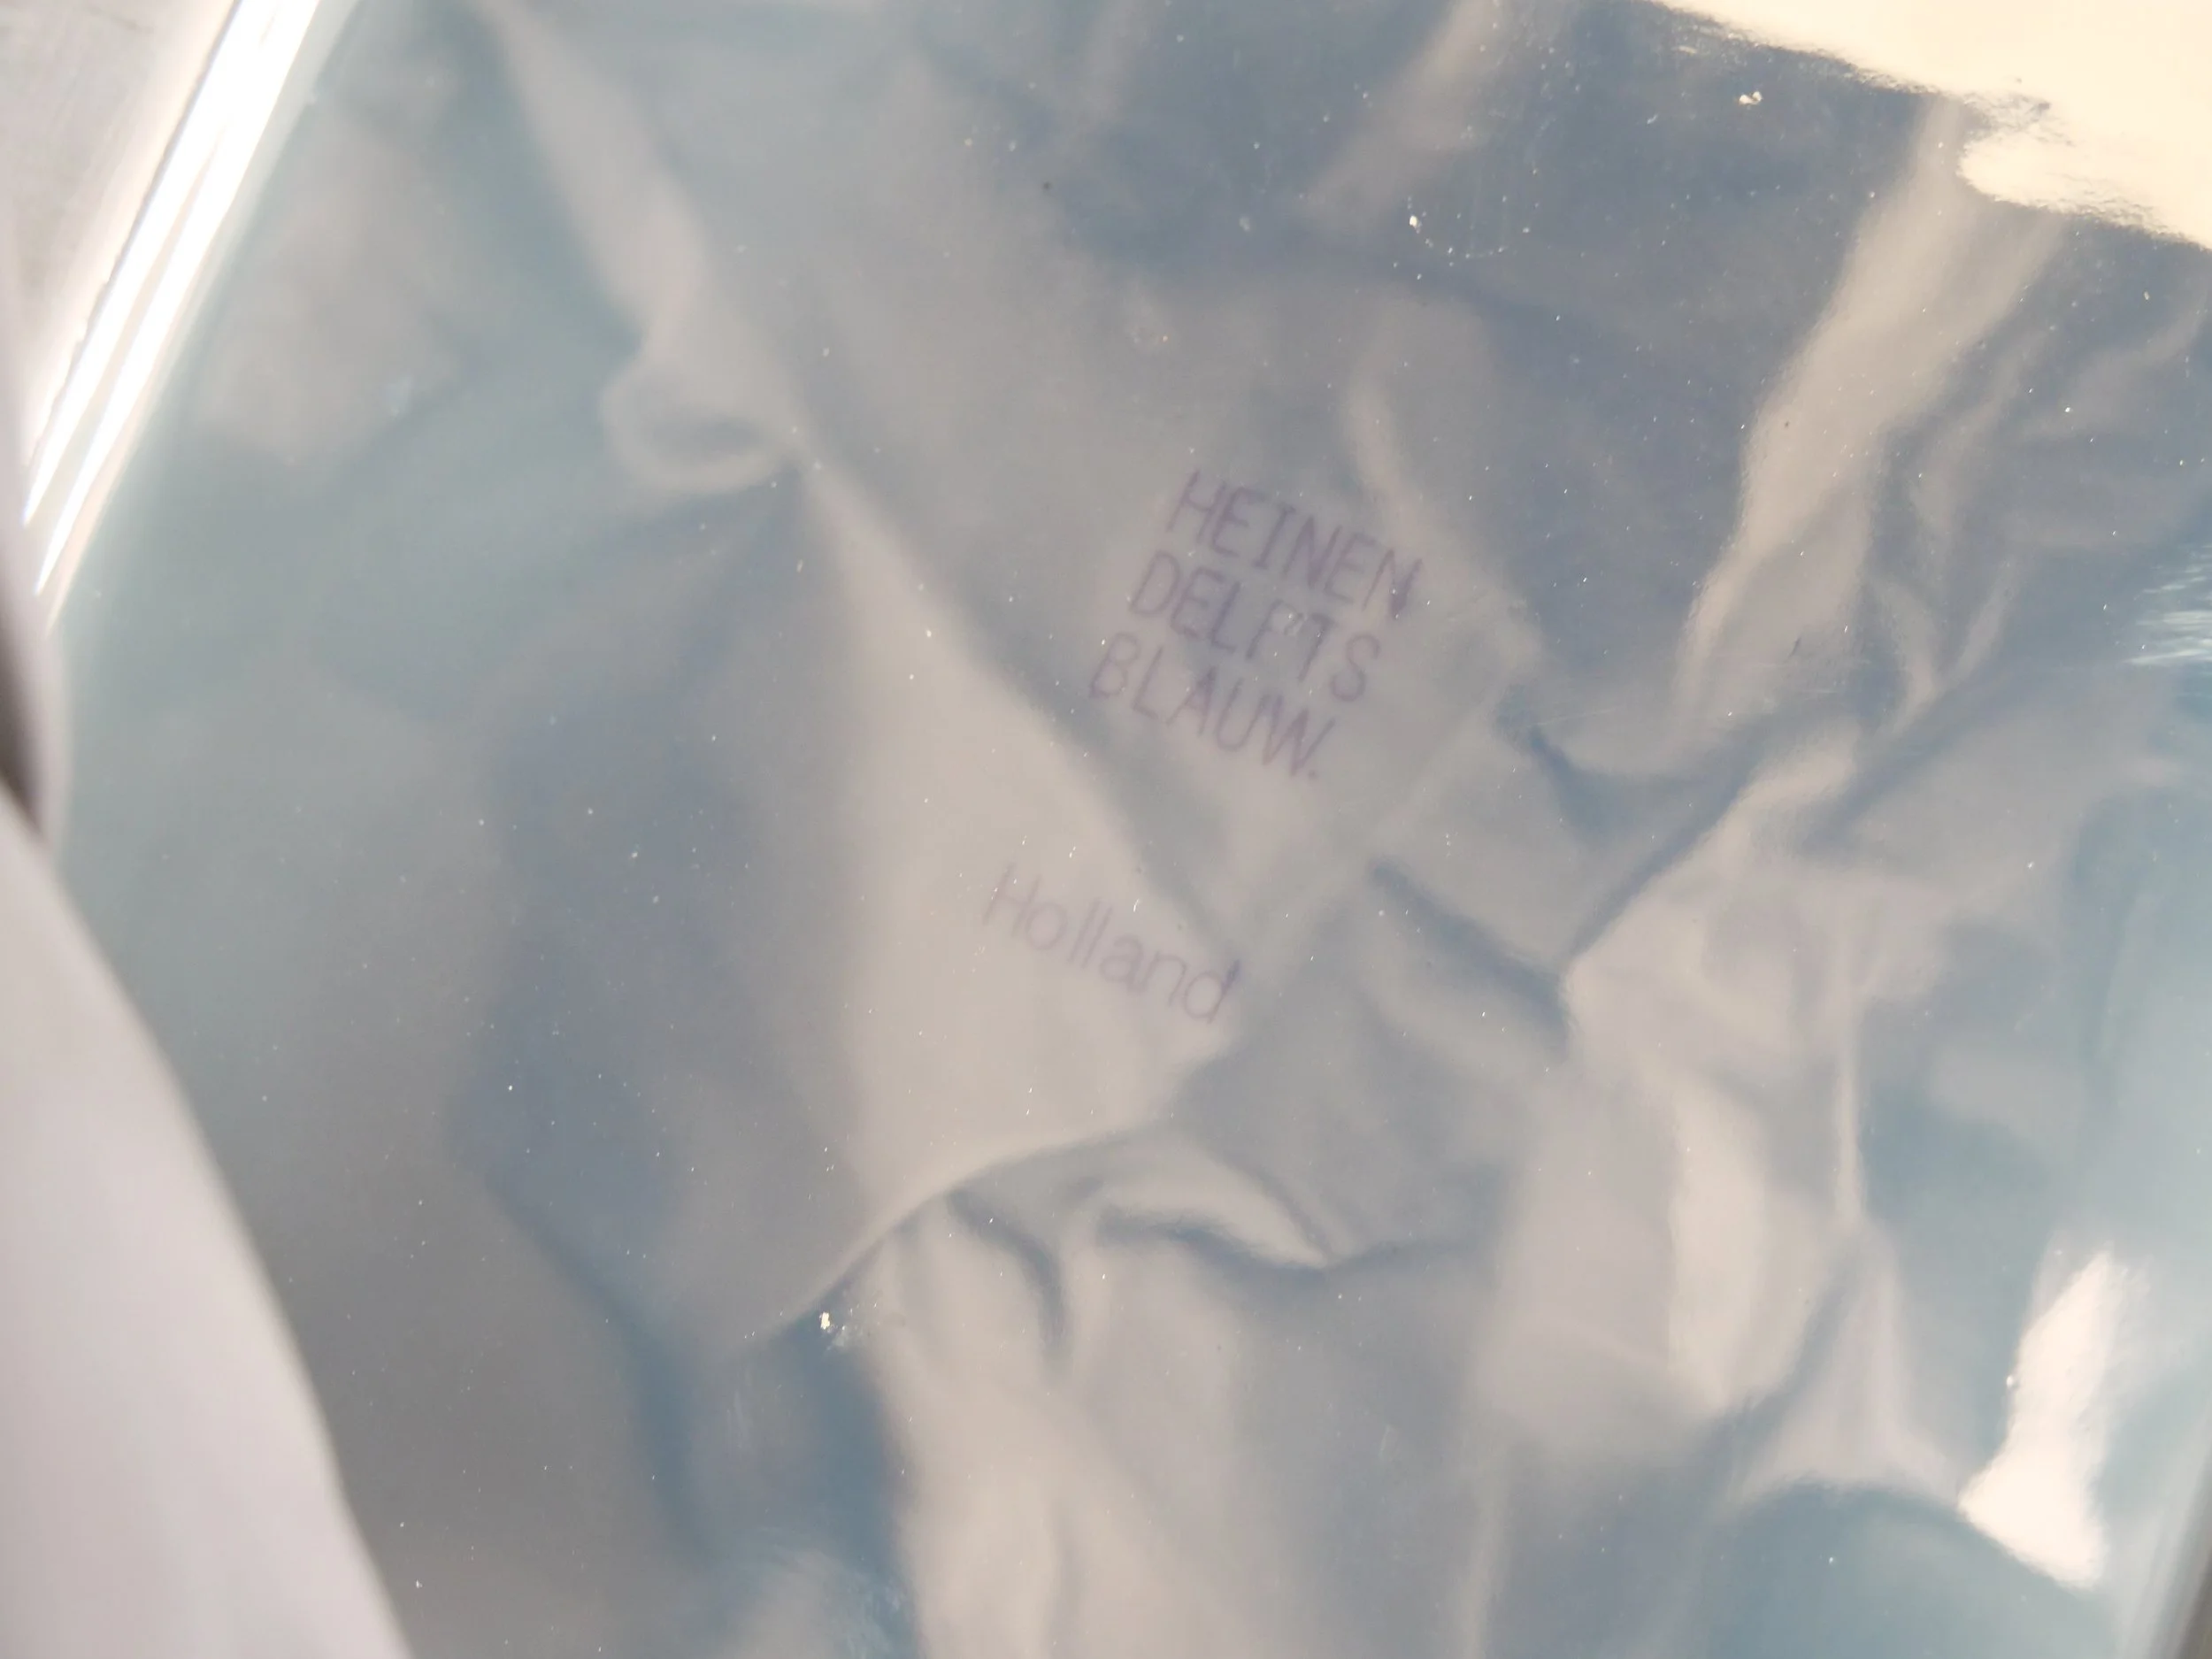 HEINEN
DELFTS
BLAUW.
Holland